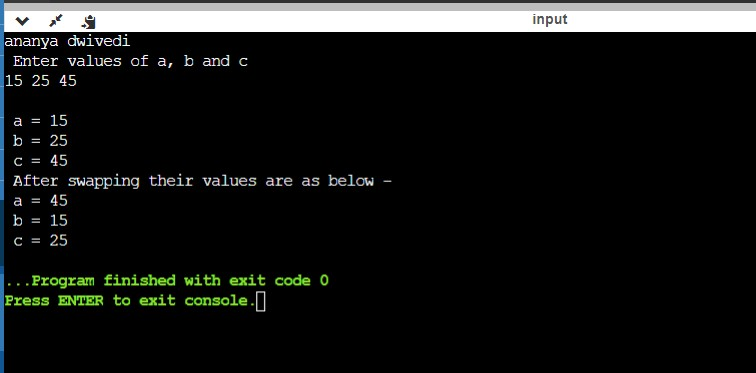 input
ananya dwivedi
Enter values of a, b and c
15 25 45
a = 15
b = 25
c = 45
After swapping their values are as below -
a = 45
b = 15
c = 25
...Program finished with exit code 0
Press ENTER to exit console.